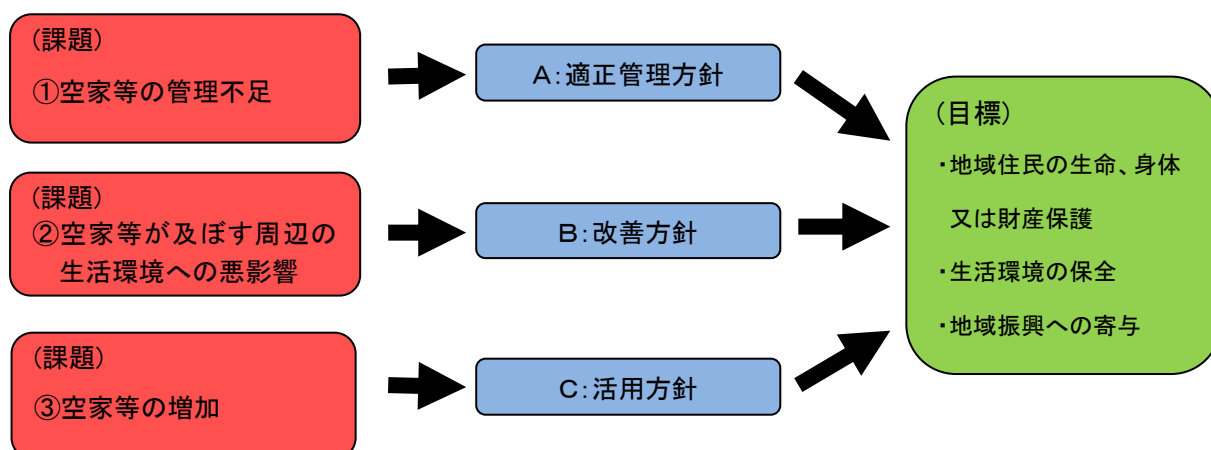 (課題)
①空家等の管理不足
A:適正管理方針
(課題)
②空家等が及ぼす周辺の
生活環境への悪影響
B:改善方針
(課題)
③空家等の増加
C:活用方針
(目標)
・地域住民の生命、身体
又は財産保護
・生活環境の保全
・地域振興への寄与